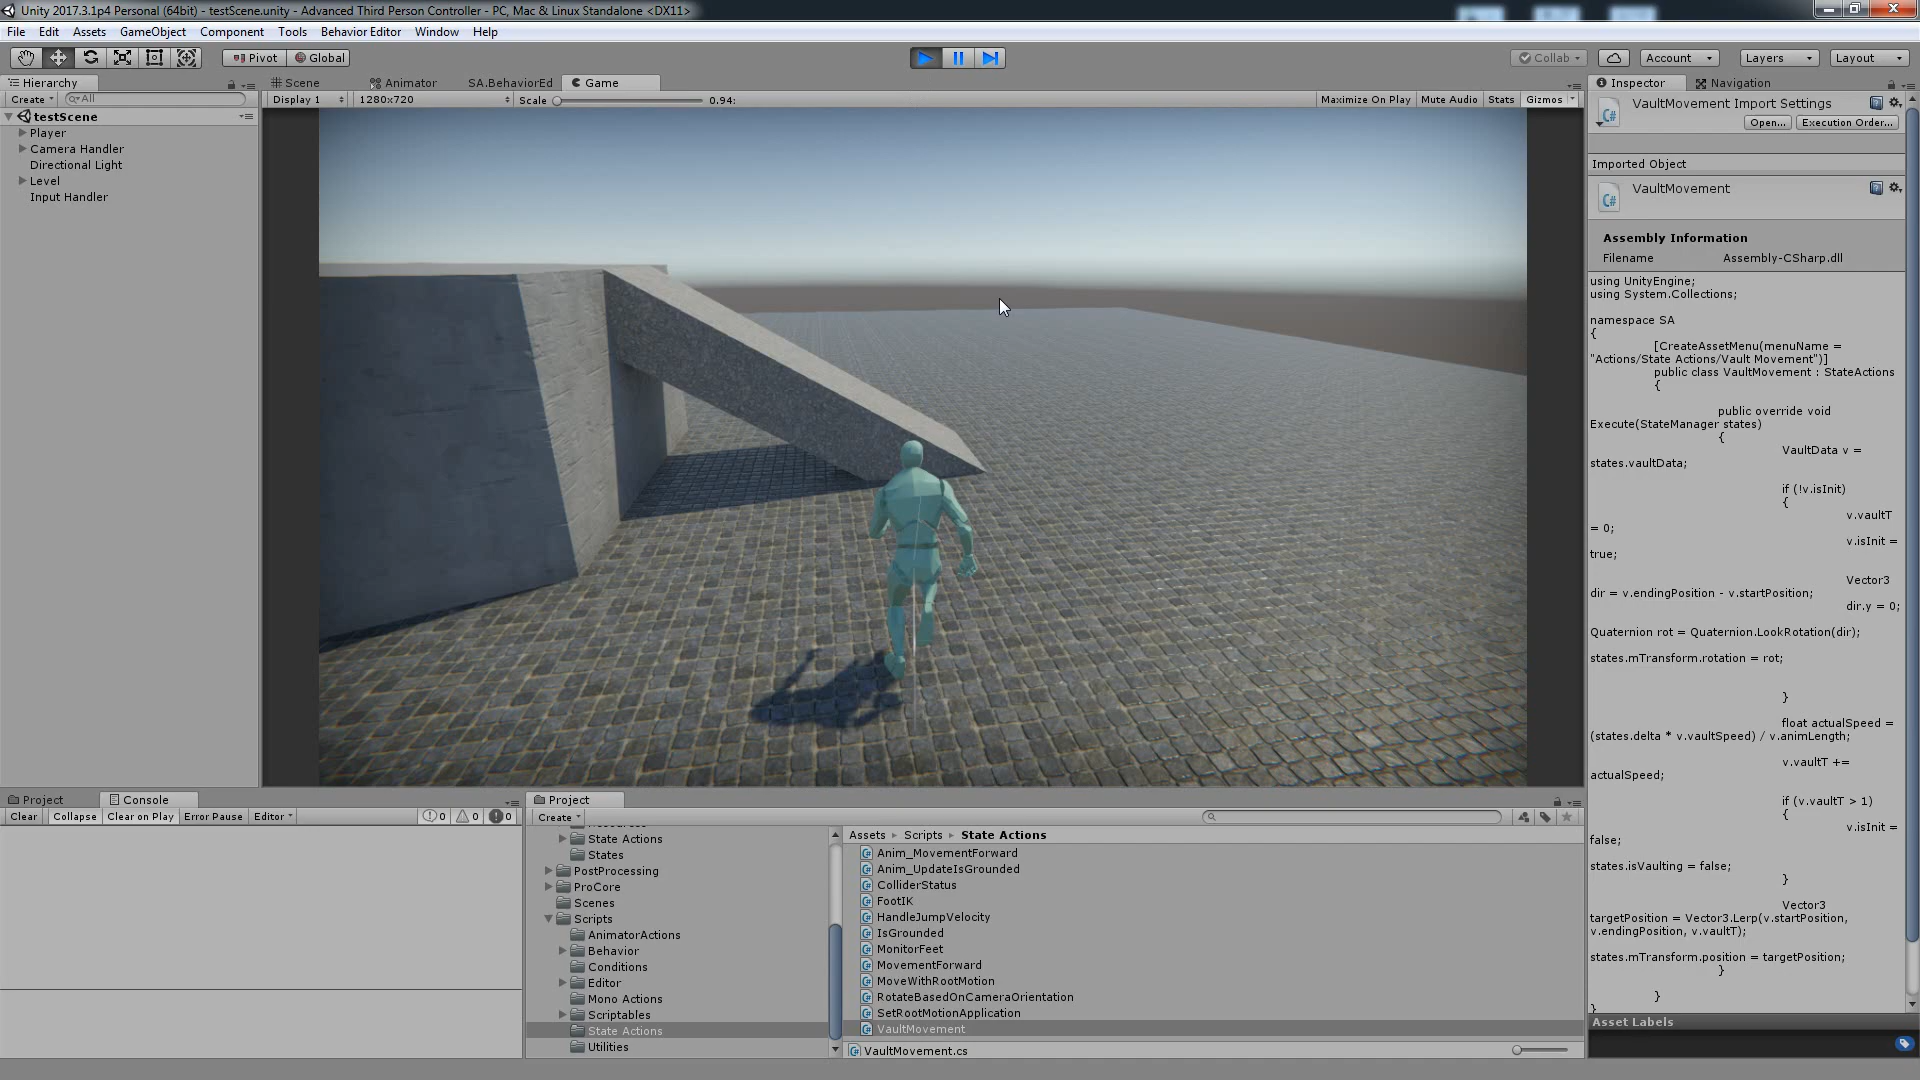 Unity 2017.3.1p4 Personal (64bit) - testScene.unity - Advanced Third Person Controller - PC, Mac & Linux Standalone <DX11>
File Edit Assets GameObject Component Tools Behavior Editor Window Help
Pivot Global Collab Account Layers Layout
Hierarchy Scene Animator SA.BehaviorEd Game Inspector Navigation
Create All Display 1 1280x720 Scale 0.94: Maximize On Play Mute Audio Stats Gizmos
testScene
Player
Camera Handler
Directional Light
Level
Input Handler
VaultMovement Import Settings
Open... Execution Order...
Imported Object
VaultMovement
Assembly Information
Filename Assembly-CSharp.dll
using UnityEngine;
using System.Collections;
namespace SA
{
[CreateAssetMenu(menuName =
"Actions/State Actions/Vault Movement")]
public class VaultMovement : StateActions
{
public override void
Execute(StateManager states)
{
VaultData v =
states.vaultData;
if (!v.isInit)
{
v.vaultT
= 0;
v.isInit =
true;
Vector3
dir = v.endingPosition - v.startPosition;
dir.y = 0;
Quaternion rot = Quaternion.LookRotation(dir);
states.mTransform.rotation = rot;
}
float actualSpeed =
(states.delta * v.vaultSpeed) / v.animLength;
v.vaultT +=
actualSpeed;
if (v.vaultT > 1)
{
v.isInit =
false;
states.isVaulting = false;
}
Vector3
targetPosition = Vector3.Lerp(v.startPosition,
v.endingPosition, v.vaultT);
states.mTransform.position = targetPosition;
}
}
}
Asset Labels
Project Console
Clear Collapse Clear on Play Error Pause Editor 0 0 0
Project
Create
State Actions
States
PostProcessing
ProCore
Scenes
Scripts
AnimatorActions
Behavior
Conditions
Editor
Mono Actions
Scriptables
State Actions
Utilities
Assets Scripts State Actions
Anim_MovementForward
Anim_UpdateIsGrounded
ColliderStatus
FootIK
HandleJumpVelocity
IsGrounded
MonitorFeet
MovementForward
MoveWithRootMotion
RotateBasedOnCameraOrientation
SetRootMotionApplication
VaultMovement
VaultMovement.cs